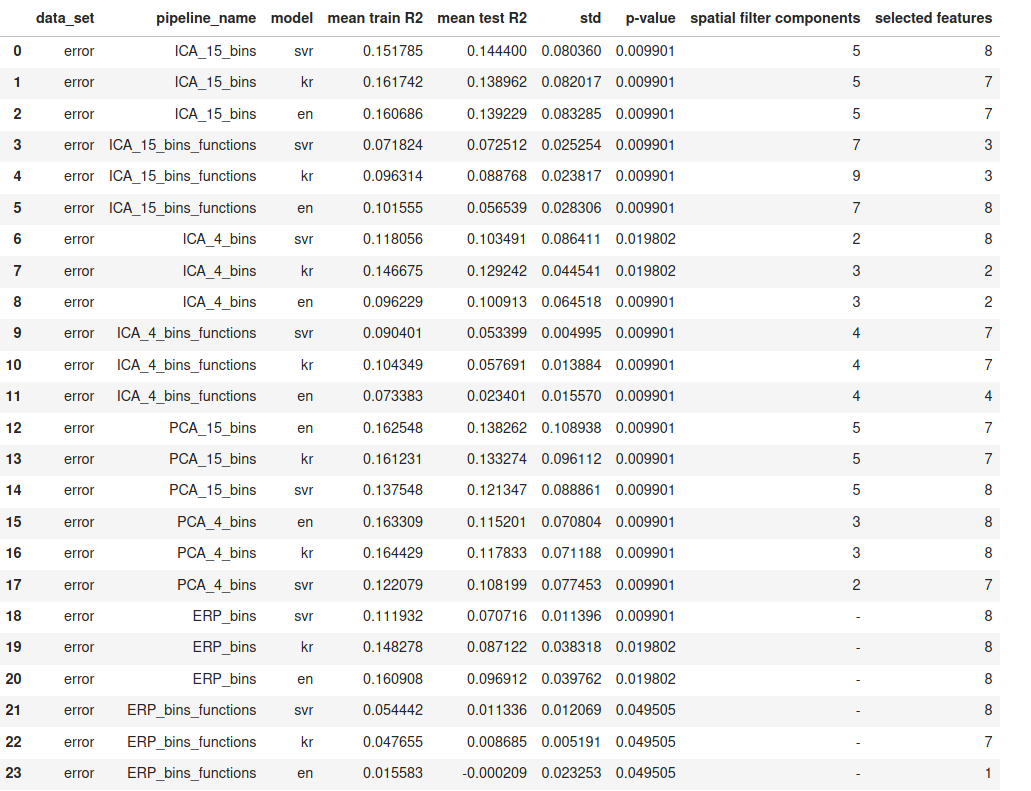 data_set pipeline_name model mean train R2 mean test R2 std p-value spatial filter components selected features
0 error ICA_15_bins svr 0.151785 0.144400 0.080360 0.009901 5 8
1 error ICA_15_bins kr 0.161742 0.138962 0.082017 0.009901 5 7
2 error ICA_15_bins en 0.160686 0.139229 0.083285 0.009901 5 7
3 error ICA_15_bins_functions svr 0.071824 0.072512 0.025254 0.009901 7 3
4 error ICA_15_bins_functions kr 0.096314 0.088768 0.023817 0.009901 9 3
5 error ICA_15_bins_functions en 0.101555 0.056539 0.028306 0.009901 7 8
6 error ICA_4_bins svr 0.118056 0.103491 0.086411 0.019802 2 8
7 error ICA_4_bins kr 0.146675 0.129242 0.044541 0.019802 3 2
8 error ICA_4_bins en 0.096229 0.100913 0.064518 0.009901 3 2
9 error ICA_4_bins_functions svr 0.090401 0.053399 0.004995 0.009901 4 7
10 error ICA_4_bins_functions kr 0.104349 0.057691 0.013884 0.009901 4 7
11 error ICA_4_bins_functions en 0.073383 0.023401 0.015570 0.009901 4 4
12 error PCA_15_bins en 0.162548 0.138262 0.108938 0.009901 5 7
13 error PCA_15_bins kr 0.161231 0.133274 0.096112 0.009901 5 7
14 error PCA_15_bins svr 0.137548 0.121347 0.088861 0.009901 5 8
15 error PCA_4_bins en 0.163309 0.115201 0.070804 0.009901 3 8
16 error PCA_4_bins kr 0.164429 0.117833 0.071188 0.009901 3 8
17 error PCA_4_bins svr 0.122079 0.108199 0.077453 0.009901 2 7
18 error ERP_bins svr 0.111932 0.070716 0.011396 0.009901 - 8
19 error ERP_bins kr 0.148278 0.087122 0.038318 0.019802 - 8
20 error ERP_bins en 0.160908 0.096912 0.039762 0.019802 - 8
21 error ERP_bins_functions svr 0.054442 0.011336 0.012069 0.049505 - 8
22 error ERP_bins_functions kr 0.047655 0.008685 0.005191 0.049505 - 7
23 error ERP_bins_functions en 0.015583 -0.000209 0.023253 0.049505 - 1